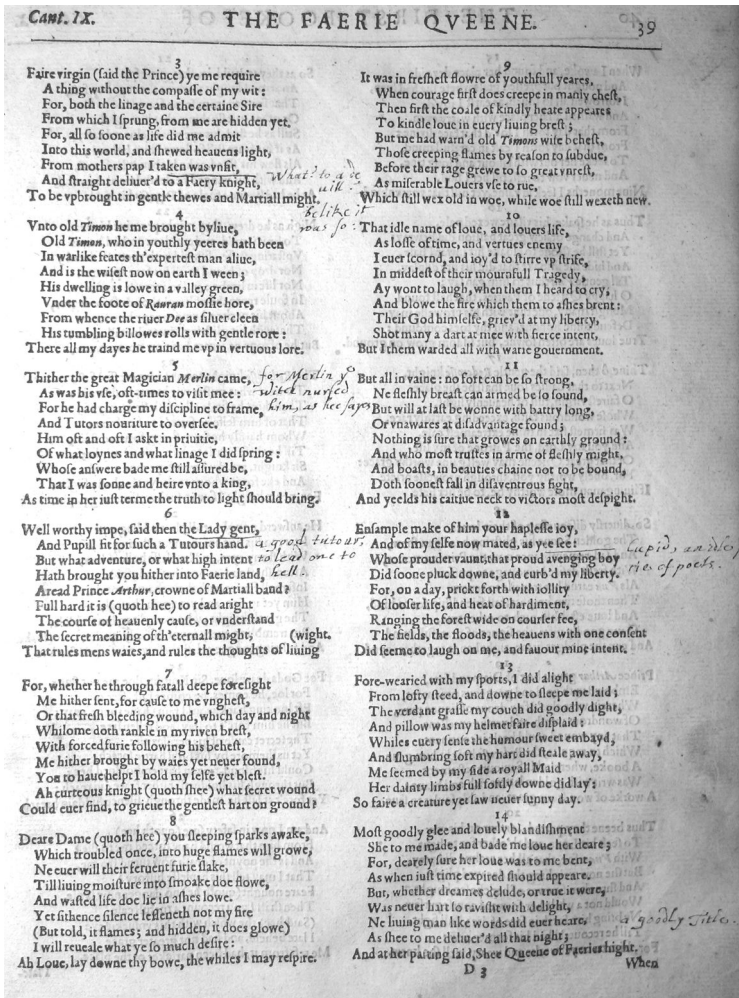 Cant. IX.
THE FAERIE QVEENE.
39
3
Faire virgin (said the Prince) ye me require
A thing without the compasse of my wit:
For, both the linage and the certaine Sire
From which I sprung, from me are hidden yet.
For, all so soone as life did me admit
Into this world, and shewed heauens light,
From mothers pap I taken was vnfit,
And straight deliuer'd to a Faery knight,
To be vpbrought in gentle thewes and Martiall might.
be like it
was so:
4
Vnto old Timon he me brought byliue,
Old Timon, who in youthly yeeres hath been
In warlike feates th'expertest man aliue,
And is the wisest now on earth I ween;
His dwelling is lowe in a valley green,
Vnder the foote of Rauran mossie hore,
From whence the riuer Dee as siluer cleen
His tumbling billowes rolls with gentle rore:
There all my dayes he traind me vp in vertuous lore.
5
Thither the great Magician Merlin came,
As was his vse, oft-times to visit mee:
For he had charge my discipline to frame,
And Tutors nouriture to ouersee.
Him oft and oft I askt in priuitie,
Of what loynes and what linage I did spring:
Whose answere bade me still assured be,
That I was sonne and heire vnto a king,
As time in her iust terme the truth to light should bring.
for Merlin ye
witch nursed
him, as hee sayes
6
Well worthy impe, said then the Lady gent,
And Pupill fit for such a Tutours hand.
But what aduenture, or what high intent
Hath brought you hither into Faerie land,
Aread Prince Arthur, crowne of Martiall band?
Full hard it is (quoth hee) to read aright
The course of heauenly cause, or vnderstand
The secret meaning of th'eternall might,
(wight.
That rules mens waies, and rules the thoughts of liuing
a good tutour,
to lead one to
hell.
7
For, whether he through fatall deepe foresight
Me hither sent, for cause to me vnghest,
Or that fresh bleeding wound, which day and night
Whilome doth rankle in my riven brest,
With forced furie following his behest,
Me hither brought by waies yet neuer found,
You to haue helpt I hold my selfe yet blest.
Ah curteous knight (quoth shee) what secret wound
Could euer find, to grieue the gentlest hart on ground?
8
Deare Dame (quoth hee) you sleeping sparks awake,
Which troubled once, into huge flames will growe,
Ne euer will their feruent furie slake,
Till liuing moisture into smoake doe flowe,
And wasted life doe lie in ashes lowe.
Yet sithence silence lesseneth not my fire
(But told, it flames; and hidden, it does glowe)
I will reueale what ye so much desire:
Ah Loue, lay downe thy bowe, the whiles I may respire.
9
It was in freshest flowre of youthfull yeares,
When courage first does creepe in manly chest,
Then first the coale of kindly heate appeares
To kindle loue in euery liuing brest;
But me had warn'd old Timons wise behest,
Those creeping flames by reason to subdue,
Before their rage grewe to so great vnrest,
As miserable Louers vse to rue,
Which still wex old in woe, while woe still wexeth new.
10
That idle name of loue, and louers life,
As losse of time, and vertues enemy
I euer scornd, and ioy'd to stirre vp strife,
In middest of their mournfull Tragedy,
Ay wont to laugh, when them I heard to cry,
And blowe the fire which them to ashes brent:
Their God himselfe, griev'd at my liberty,
Shot many a dart at mee with fierce intent,
But I them warded all with warie gouernment.
11
But all in vaine: no fort can be so strong,
Ne fleshly breast can armed be so sound,
But will at last be wonne with battry long,
Or vnawares at disaduantage found;
Nothing is sure that growes on earthly ground:
And who most trustes in arme of fleshly might,
And boasts, in beauties chaine not to be bound,
Doth soonest fall in disaventrous fight,
And yeelds his caitiue neck to victors most despight.
12
Ensample make of him your haplesse ioy,
And of my selfe now mated, as yee see:
Whose prouder vaunt, that proud avenging boy
Did soone pluck downe, and curb'd my liberty.
For, on a day, prickt forth with iollity
Of looser life, and heat of hardiment,
Ranging the forest wide on courser fee,
The fields, the floods, the heauens with one consent
Did seeme to laugh on me, and fauour mine intent.
Cupid,
of poets.
13
Fore-wearied with my sports, I did alight
From lofty steed, and downe to sleepe me laid;
The verdant grasse my couch did goodly dight,
And pillow was my helmet faire displaid:
Whiles euery sense the humour sweet embayd,
And slumbring soft my hart did steale away,
Me seemed by my side a royall Maid
Her dainty limbs full softly downe did lay:
So faire a creature yet saw neuer sunny day.
14
Most goodly glee and louely blandishment
She to me made, and bade me loue her deare;
For, dearely sure her loue was to me bent,
As when iust time expired should appeare.
But, whether dreames delude, or true it were,
Was neuer hart so ravisht with delight,
Ne liuing man like words did euer heare,
As shee to me deliuer'd all that night;
And at her parting said, Shee Queene of Faeries hight.
a goodly Title.
D 3
When